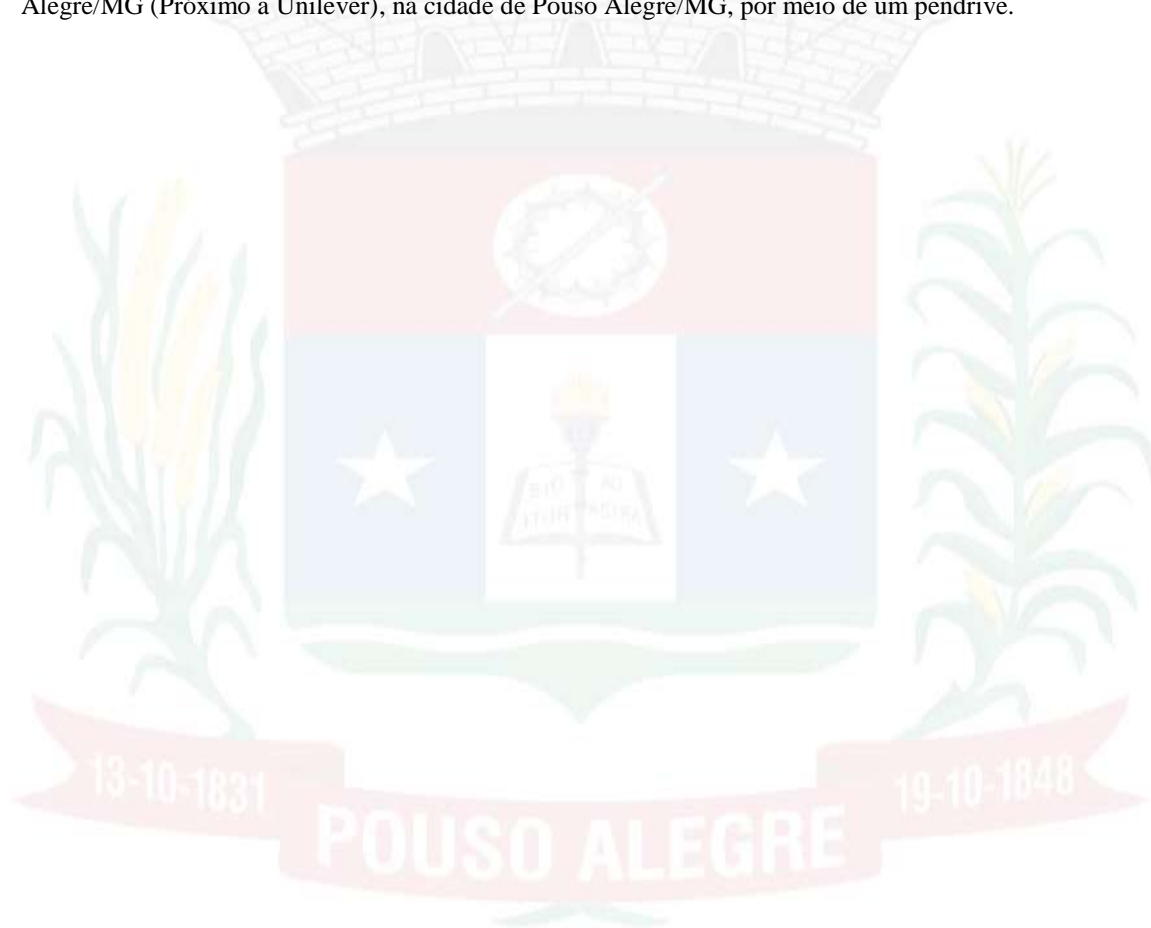 Alegre/MG (Próximo a Unilever), na cidade de Pouso Alegre/MG, por meio de um pendrive.
13-10-1831
19-10-1848
POUSO ALEGRE